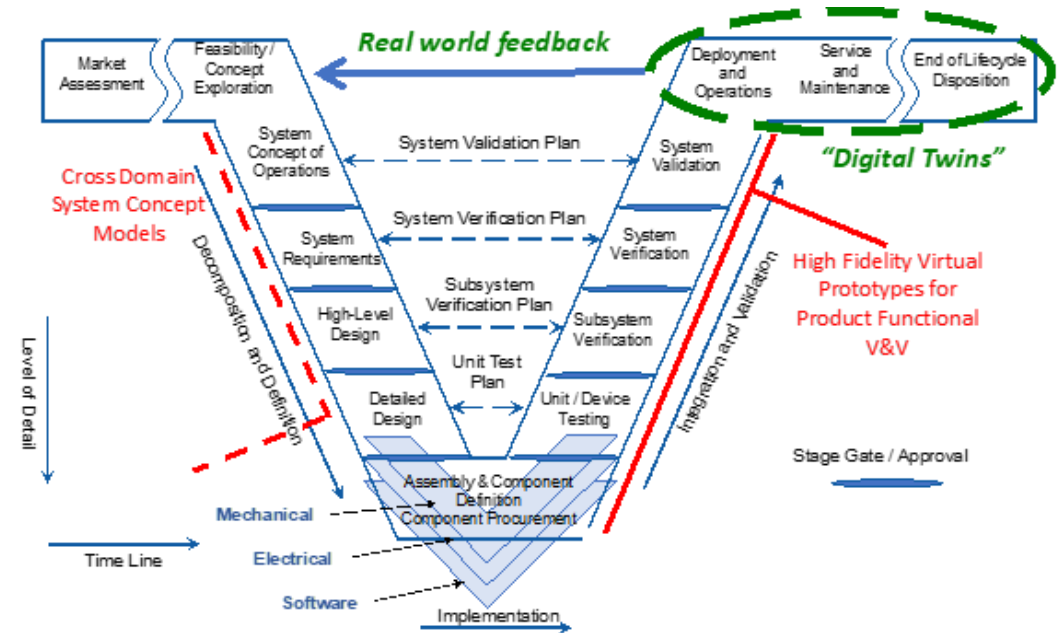 Real world feedback
Market
Assessment
Feasibility /
Concept
Exploration
Deployment
and
Operations
Service
and
Maintenance
End of Lifecycle
Disposition
"Digital Twins"
System
Concept of
Operations
System Validation Plan
System
Validation
Cross Domain
System Concept
Models
System
Requirements
System Verification Plan
System
Verification
High Fidelity Virtual
Prototypes for
Product Functional
V&V
High-Level
Design
Subsystem
Verification Plan
Subsystem
Verification
Decomposition and Definition
Integration and Validation
Level of Detail
Detailed
Design
Unit Test
Plan
Unit / Device
Testing
Stage Gate / Approval
Assembly & Component
Definition
Component Procurement
Mechanical
Electrical
Software
Time Line
Implementation